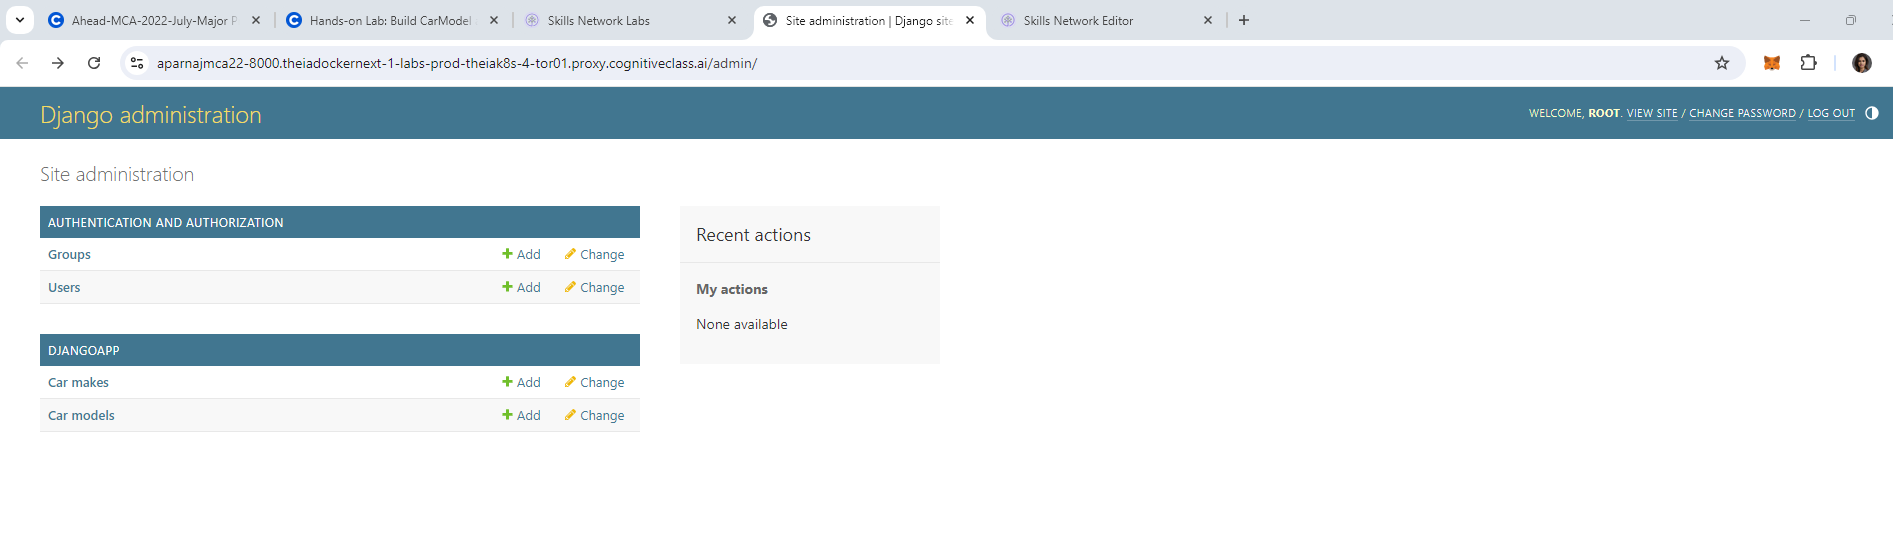 Ahead-MCA-2022-July-Major P
Hands-on Lab: Build CarModel
Skills Network Labs
Site administration | Django site
Skills Network Editor
aparnajmca22-8000.theiadockernext-1-labs-prod-theiak8s-4-tor01.proxy.cognitiveclass.ai/admin/
Django administration
WELCOME, ROOT. VIEW SITE / CHANGE PASSWORD / LOG OUT
Site administration
AUTHENTICATION AND AUTHORIZATION
Groups Add Change
Users Add Change
DJANGOAPP
Car makes Add Change
Car models Add Change
Recent actions
My actions
None available